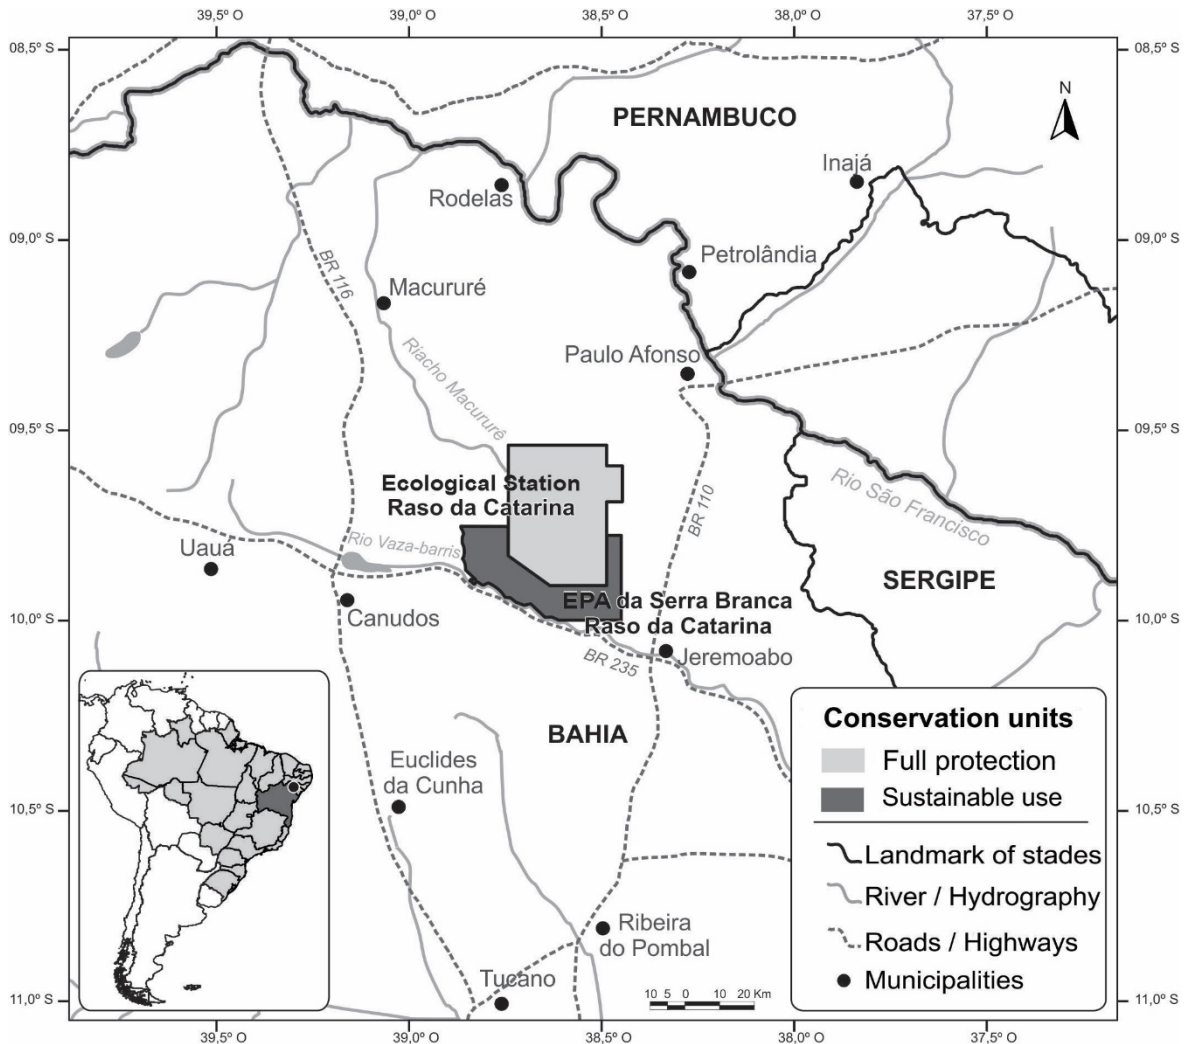 39,5º O
39,0º O
38,5º O
38,0º O
37,5º O
08,5º S
08,5º S
N
PERNAMBUCO
Inajá
Rodelas
09,0º S
09,0º S
Petrolândia
BR 116
Macururé
Paulo Afonso
Riacho Macururê
09,5º S
09,5º S
Ecological Station
Raso da Catarina
Rio São Francisco
BR 110
Rio Vaza-barris
Uauá
SERGIPE
EPA da Serra Branca
Raso da Catarina
10,0º S
10,0º S
Canudos
BR 235
Jeremoabo
BAHIA
Euclides
da Cunha
Conservation units
Full protection
Sustainable use
10,5º S
10,5º S
Landmark of stades
River / Hydrography
Roads / Highways
Municipalities
Ribeira
do Pombal
Tucano
10 5 0 10 20 Km
11,0º S
11,0º S
39,5º O
39,0º O
38,5º O
38,0º O
37,5º O